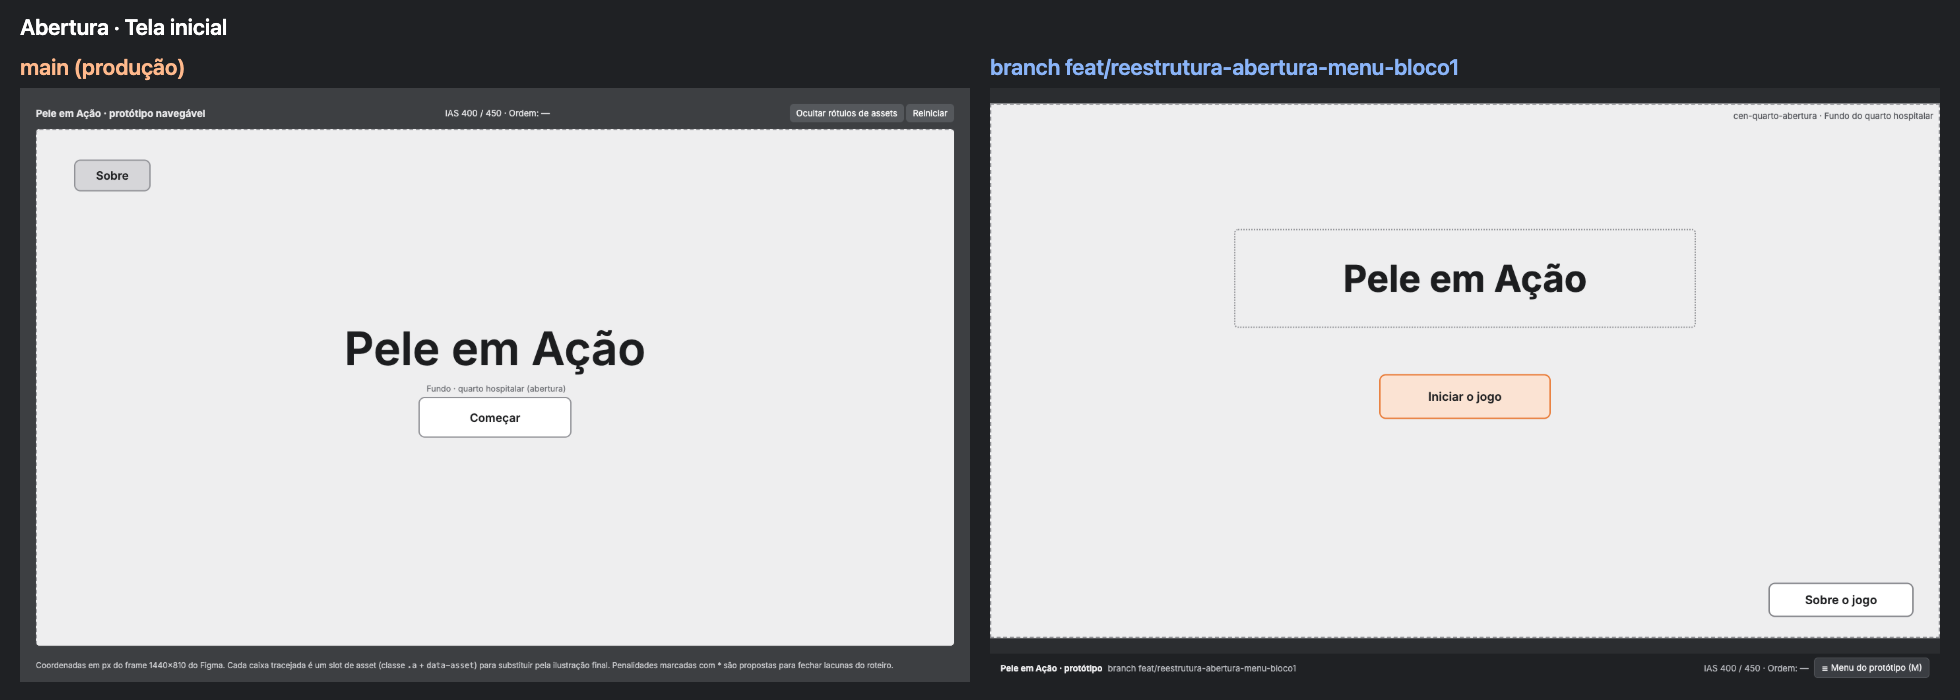 Abertura · Tela inicial
main (produção)
Pele em Ação · protótipo navegável
IAS 400 / 450 · Ordem: —
Ocultar rótulos de assets
Reiniciar
Sobre
Pele em Ação
Fundo · quarto hospitalar (abertura)
Começar
Coordenadas em px do frame 1440×810 do Figma. Cada caixa tracejada é um slot de asset (classe .a + data-asset) para substituir pela ilustração final. Penalidades marcadas com * são propostas para fechar lacunas do roteiro.
branch feat/reestrutura-abertura-menu-bloco1
cen-quarto-abertura · Fundo do quarto hospitalar
Pele em Ação
Iniciar o jogo
Sobre o jogo
Pele em Ação · protótipo branch feat/reestrutura-abertura-menu-bloco1
IAS 400 / 450 · Ordem: —
≡ Menu do protótipo (M)